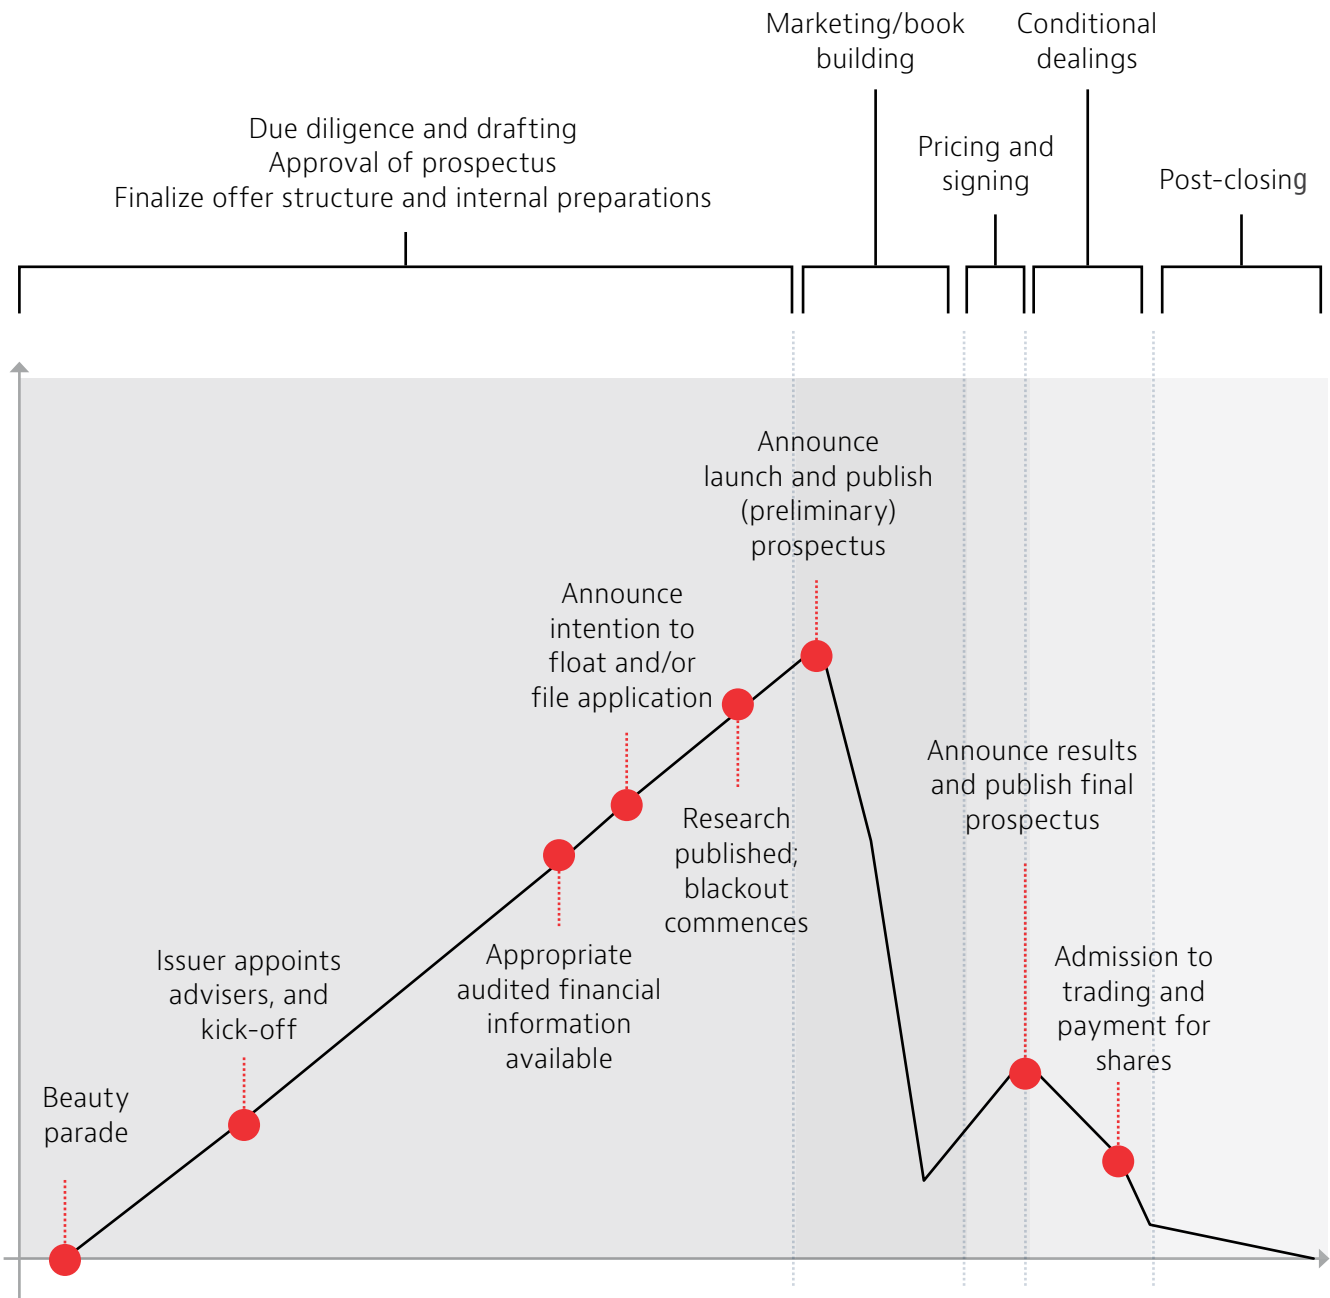 Marketing/book
building
Conditional
dealings
Due diligence and drafting
Approval of prospectus
Finalize offer structure and internal preparations
Pricing and
signing
Post-closing
Announce
launch and publish
(preliminary)
prospectus
Announce
intention to
float and/or
file application
Announce results
and publish final
prospectus
Research
published;
blackout
commences
Issuer appoints
advisers, and
kick-off
Appropriate
audited financial
information
available
Admission to
trading and
payment for
shares
Beauty
parade